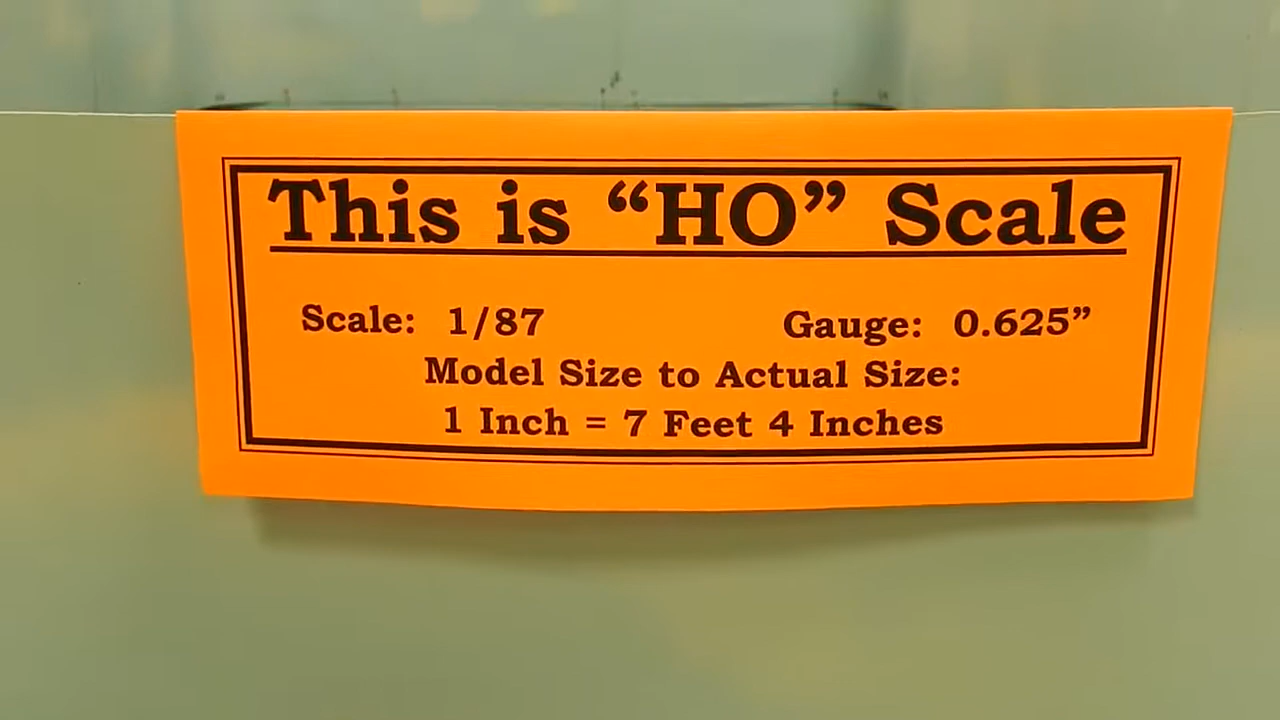 This is “HO” Scale
Scale: 1/87 Gauge: 0.625”
Model Size to Actual Size:
1 Inch = 7 Feet 4 Inches